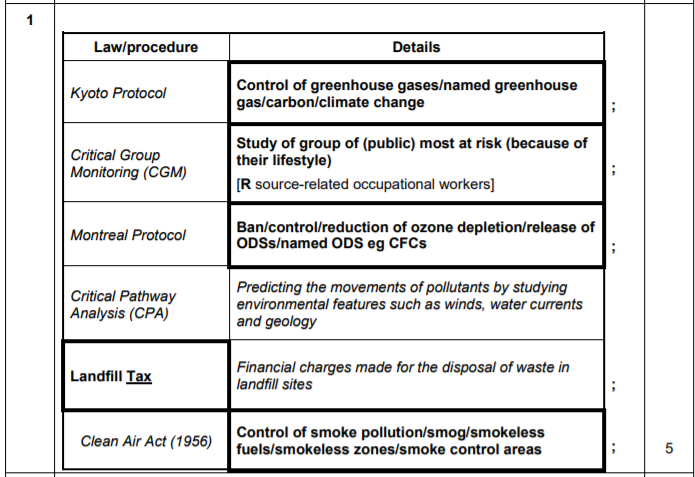 1
Law/procedure Details
Kyoto Protocol
Control of greenhouse gases/named greenhouse
gas/carbon/climate change
;
Critical Group
Monitoring (CGM)
Study of group of (public) most at risk (because of
their lifestyle)
[R source-related occupational workers]
;
Montreal Protocol
Ban/control/reduction of ozone depletion/release of
ODSs/named ODS eg CFCs
;
Critical Pathway
Analysis (CPA)
Predicting the movements of pollutants by studying
environmental features such as winds, water currents
and geology
Landfill Tax
Financial charges made for the disposal of waste in
landfill sites
;
Clean Air Act (1956)
Control of smoke pollution/smog/smokeless
fuels/smokeless zones/smoke control areas
;
5